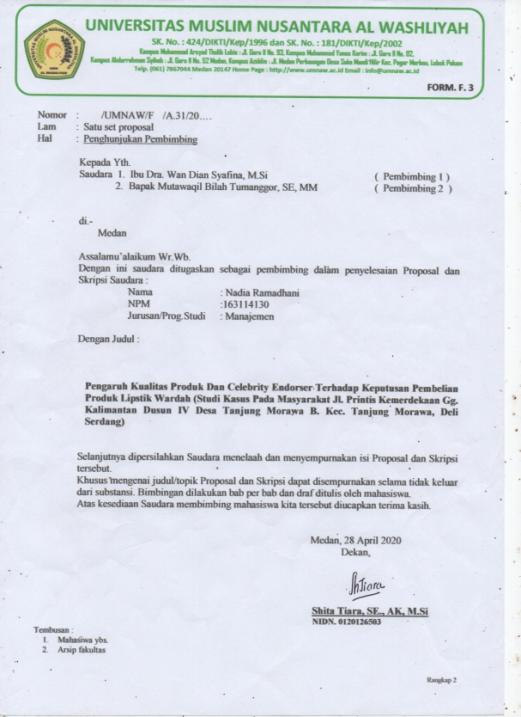 UNIVERSITAS MUSLIM NUSANTARA AL WASHLIYAH
SK. No. : 424/DIKTI/Kep/1996 dan SK. No. : 181/DIKTI/Kep/2002
Kampus Muhammad Arsyad Thalib Lubis : Jl. Garu II No. 93, Kampus Muhammad Yunus Karim : Jl. Garu II No. 02,
Kampus Abdurrahman Syihab : Jl. Garu II No. 52 Medan, Kampus Aziziddin : Jl. Medan Perbaungan Desa Suka Mandi Hilir Kec. Pagar Merbau, Lubuk Pakam
Telp. (061) 7867044 Medan 20147 Home Page : http://www.umnaw.ac.id Email : info@umnaw.ac.id
FORM. F. 3
Nomor : /UMNAW/F /A.31/20....
Lam : Satu set proposal
Hal : Penghunjukan Pembimbing
Kepada Yth.
Saudara 1. Ibu Dra. Wan Dian Syafina, M.Si ( Pembimbing 1 )
2. Bapak Mutawaqil Bilah Tumanggor, SE, MM ( Pembimbing 2 )
di.-
Medan
Assalamu'alaikum Wr.Wb.
Dengan ini saudara ditugaskan sebagai pembimbing dalam penyelesaian Proposal dan
Skripsi Saudara :
Nama : Nadia Ramadhani
NPM :163114130
Jurusan/Prog.Studi : Manajemen
Dengan Judul :
Pengaruh Kualitas Produk Dan Celebrity Endorser Terhadap Keputusan Pembelian
Produk Lipstik Wardah (Studi Kasus Pada Masyarakat Jl. Printis Kemerdekaan Gg.
Kalimantan Dusun IV Desa Tanjung Morawa B. Kec. Tanjung Morawa, Deli
Serdang)
Selanjutnya dipersilahkan Saudara menelaah dan menyempurnakan isi Proposal dan Skripsi
tersebut.
Khusus mengenai judul/topik Proposal dan Skripsi dapat disempurnakan selama tidak keluar
dari substansi. Bimbingan dilakukan bab per bab dan draf ditulis oleh mahasiswa.
Atas kesediaan Saudara membimbing mahasiswa kita tersebut diucapkan terima kasih.
Medan, 28 April 2020
Dekan,
Shita Tiara, SE., AK, M.Si
NIDN. 0120126503
Tembusan :
1. Mahasiwa ybs.
2. Arsip fakultas
Rangkap 2